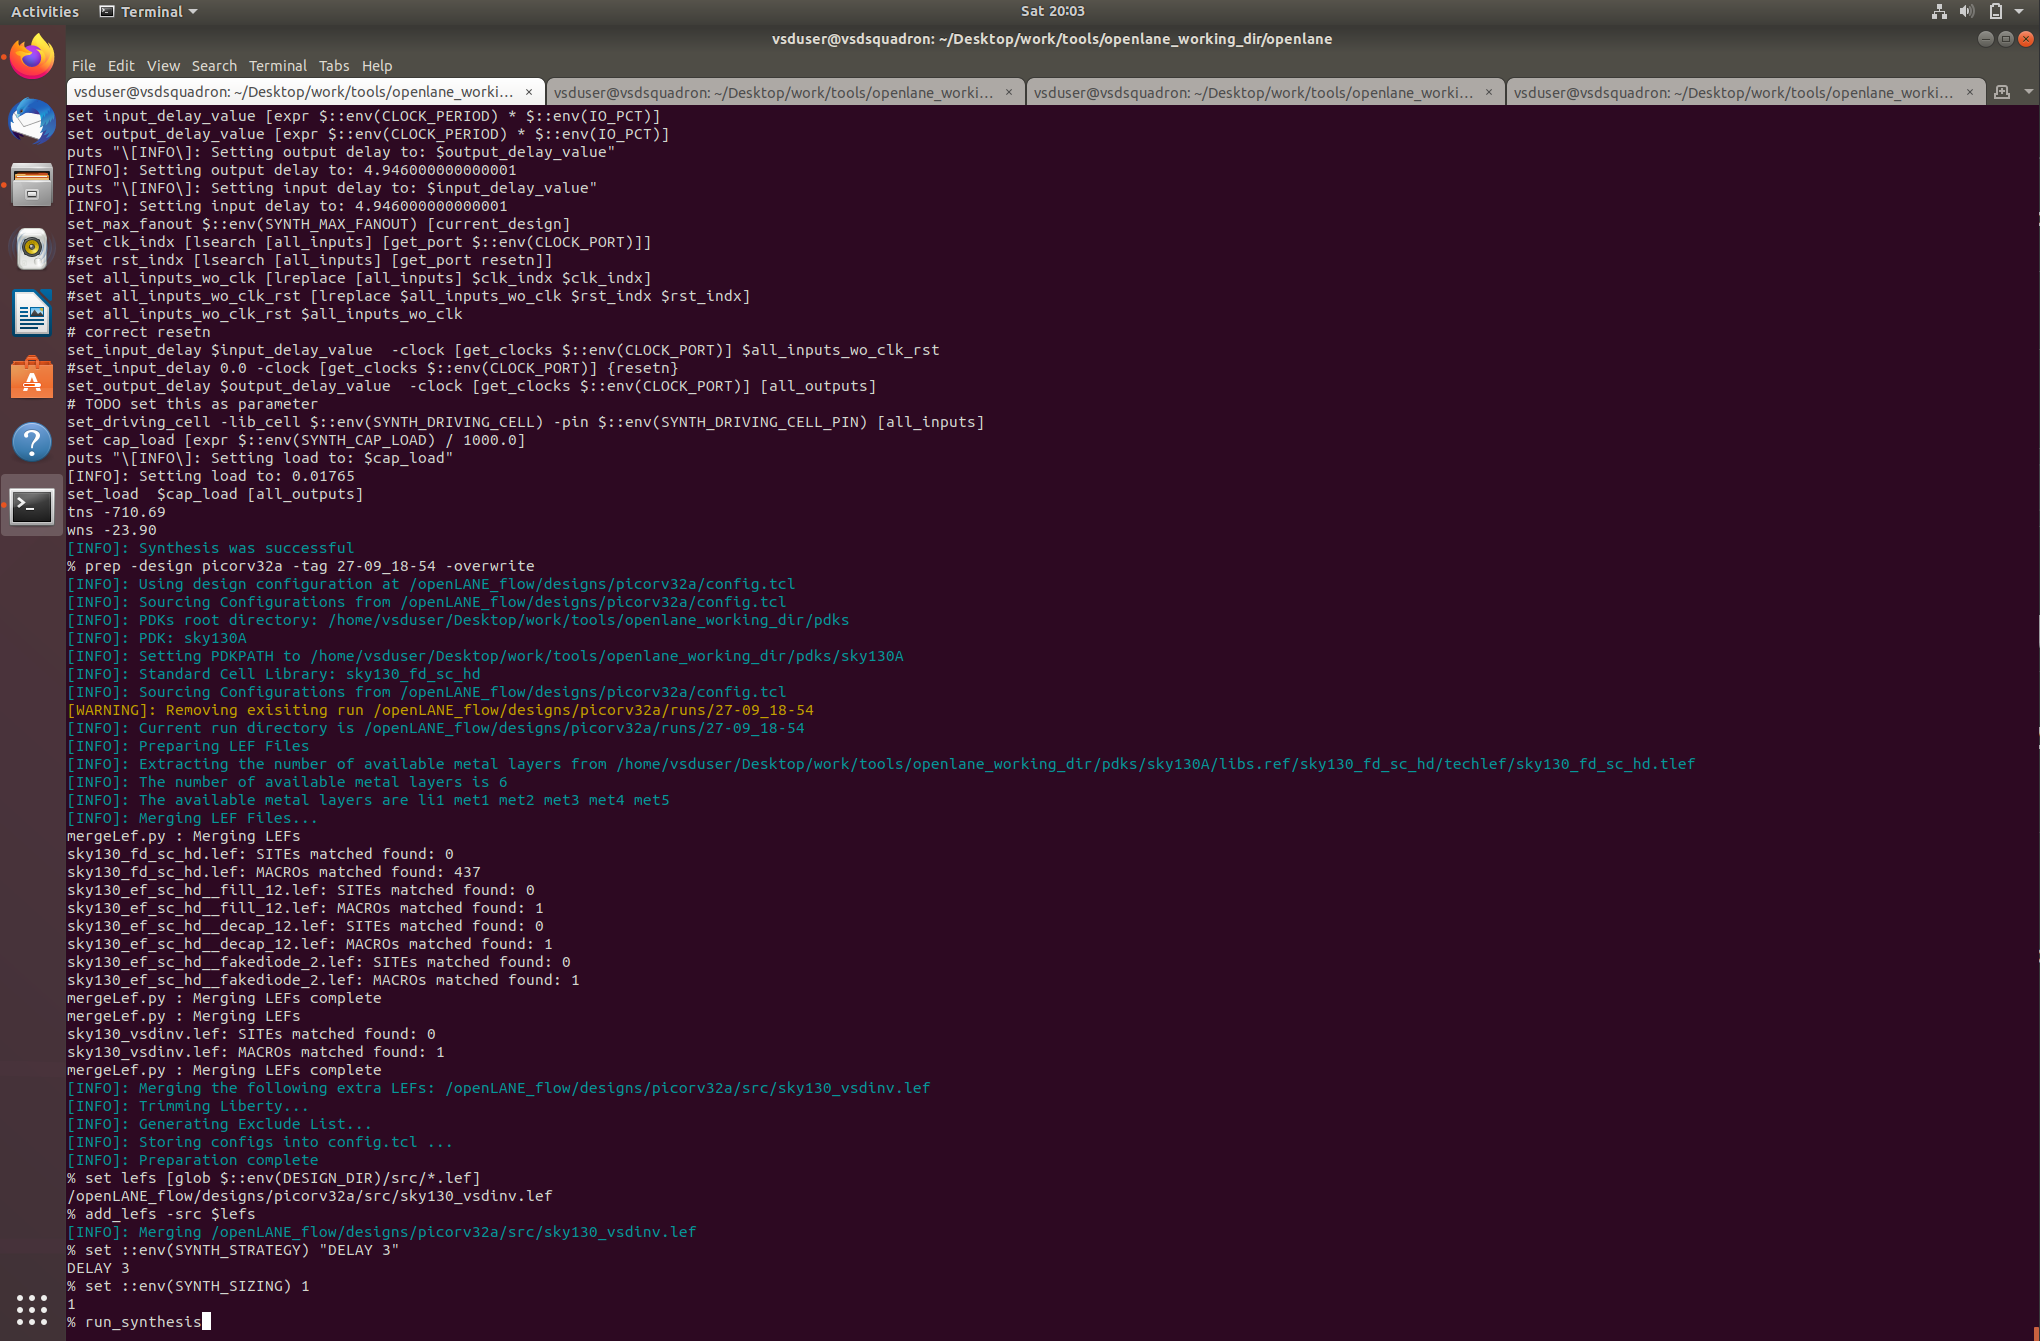 Activities
Terminal
Sat 20:03
vsduser@vsdsquadron: ~/Desktop/work/tools/openlane_working_dir/openlane
File Edit View Search Terminal Tabs Help
vsduser@vsdsquadron: ~/Desktop/work/tools/openlane_worki... × vsduser@vsdsquadron: ~/Desktop/work/tools/openlane_worki... × vsduser@vsdsquadron: ~/Desktop/work/tools/openlane_worki... × vsduser@vsdsquadron: ~/Desktop/work/tools/openlane_worki... ×
set input_delay_value [expr $::env(CLOCK_PERIOD) * $::env(IO_PCT)]
set output_delay_value [expr $::env(CLOCK_PERIOD) * $::env(IO_PCT)]
puts "\[INFO\]: Setting output delay to: $output_delay_value"
[INFO]: Setting output delay to: 4.946000000000001
puts "\[INFO\]: Setting input delay to: $input_delay_value"
[INFO]: Setting input delay to: 4.946000000000001
set_max_fanout $::env(SYNTH_MAX_FANOUT) [current_design]
set clk_indx [lsearch [all_inputs] [get_port $::env(CLOCK_PORT)]]
#set rst_indx [lsearch [all_inputs] [get_port resetn]]
set all_inputs_wo_clk [lreplace [all_inputs] $clk_indx $clk_indx]
#set all_inputs_wo_clk_rst [lreplace $all_inputs_wo_clk $rst_indx $rst_indx]
set all_inputs_wo_clk_rst $all_inputs_wo_clk
# correct resetn
set_input_delay $input_delay_value  -clock [get_clocks $::env(CLOCK_PORT)] $all_inputs_wo_clk_rst
#set_input_delay 0.0 -clock [get_clocks $::env(CLOCK_PORT)] {resetn}
set_output_delay $output_delay_value  -clock [get_clocks $::env(CLOCK_PORT)] [all_outputs]
# TODO set this as parameter
set_driving_cell -lib_cell $::env(SYNTH_DRIVING_CELL) -pin $::env(SYNTH_DRIVING_CELL_PIN) [all_inputs]
set cap_load [expr $::env(SYNTH_CAP_LOAD) / 1000.0]
puts "\[INFO\]: Setting load to: $cap_load"
[INFO]: Setting load to: 0.01765
set_load  $cap_load [all_outputs]
tns -710.69
wns -23.90
[INFO]: Synthesis was successful
% prep -design picorv32a -tag 27-09_18-54 -overwrite
[INFO]: Using design configuration at /openLANE_flow/designs/picorv32a/config.tcl
[INFO]: Sourcing Configurations from /openLANE_flow/designs/picorv32a/config.tcl
[INFO]: PDKs root directory: /home/vsduser/Desktop/work/tools/openlane_working_dir/pdks
[INFO]: PDK: sky130A
[INFO]: Setting PDKPATH to /home/vsduser/Desktop/work/tools/openlane_working_dir/pdks/sky130A
[INFO]: Standard Cell Library: sky130_fd_sc_hd
[INFO]: Sourcing Configurations from /openLANE_flow/designs/picorv32a/config.tcl
[WARNING]: Removing exisiting run /openLANE_flow/designs/picorv32a/runs/27-09_18-54
[INFO]: Current run directory is /openLANE_flow/designs/picorv32a/runs/27-09_18-54
[INFO]: Preparing LEF Files
[INFO]: Extracting the number of available metal layers from /home/vsduser/Desktop/work/tools/openlane_working_dir/pdks/sky130A/libs.ref/sky130_fd_sc_hd/techlef/sky130_fd_sc_hd.tlef
[INFO]: The number of available metal layers is 6
[INFO]: The available metal layers are li1 met1 met2 met3 met4 met5
[INFO]: Merging LEF Files...
mergeLef.py : Merging LEFs
sky130_fd_sc_hd.lef: SITEs matched found: 0
sky130_fd_sc_hd.lef: MACROs matched found: 437
sky130_ef_sc_hd__fill_12.lef: SITEs matched found: 0
sky130_ef_sc_hd__fill_12.lef: MACROs matched found: 1
sky130_ef_sc_hd__decap_12.lef: SITEs matched found: 0
sky130_ef_sc_hd__decap_12.lef: MACROs matched found: 1
sky130_ef_sc_hd__fakediode_2.lef: SITEs matched found: 0
sky130_ef_sc_hd__fakediode_2.lef: MACROs matched found: 1
mergeLef.py : Merging LEFs complete
mergeLef.py : Merging LEFs
sky130_vsdinv.lef: SITEs matched found: 0
sky130_vsdinv.lef: MACROs matched found: 1
mergeLef.py : Merging LEFs complete
[INFO]: Merging the following extra LEFs: /openLANE_flow/designs/picorv32a/src/sky130_vsdinv.lef
[INFO]: Trimming Liberty...
[INFO]: Generating Exclude List...
[INFO]: Storing configs into config.tcl ...
[INFO]: Preparation complete
% set lefs [glob $::env(DESIGN_DIR)/src/*.lef]
/openLANE_flow/designs/picorv32a/src/sky130_vsdinv.lef
% add_lefs -src $lefs
[INFO]: Merging /openLANE_flow/designs/picorv32a/src/sky130_vsdinv.lef
% set ::env(SYNTH_STRATEGY) "DELAY 3"
DELAY 3
% set ::env(SYNTH_SIZING) 1
1
% run_synthesis